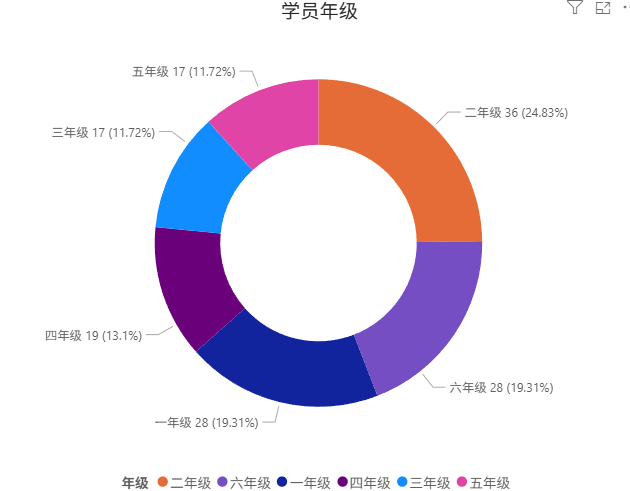 学员年级
五年级 17 (11.72%)
二年级 36 (24.83%)
三年级 17 (11.72%)
四年级 19 (13.1%)
六年级 28 (19.31%)
一年级 28 (19.31%)
年级 二年级 六年级 一年级 四年级 三年级 五年级